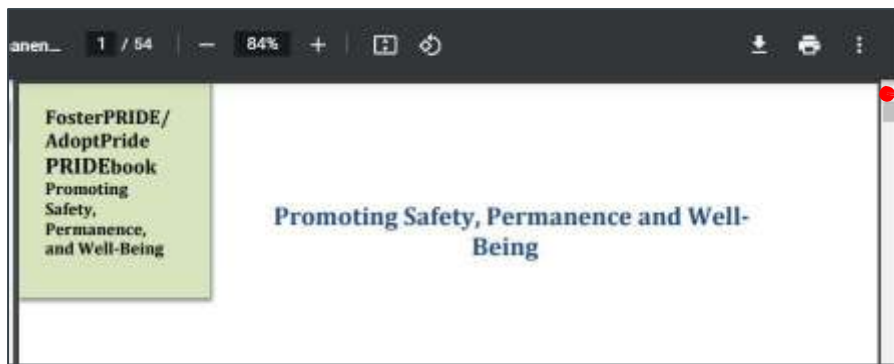 anen... 1 / 54 84%
FosterPRIDE/
AdoptPride
PRIDEbook
Promoting
Safety,
Permanence,
and Well-Being
Promoting Safety, Permanence and Well-
Being